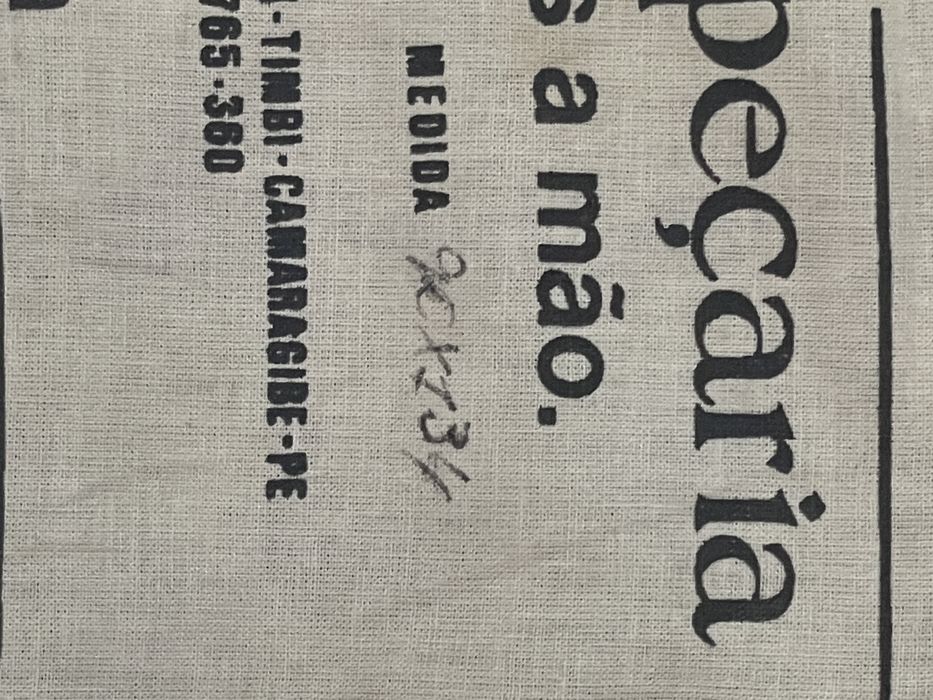 peçaria
s a mão.
MEDIDA 90X134
- TIMBI - CAMARAGIBE - PE
765-360